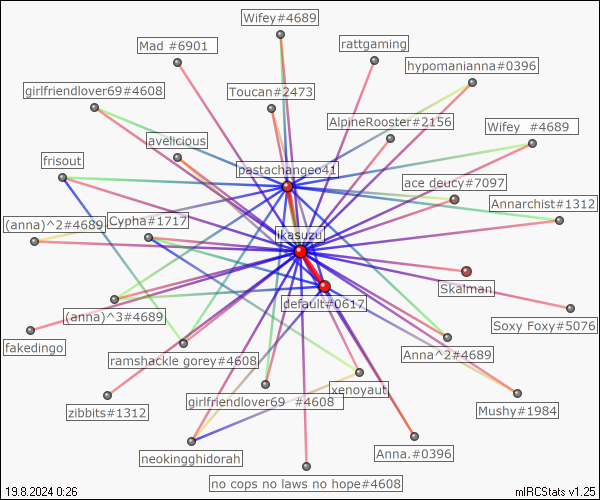 Wifey#4689
Mad #6901
rattgaming
hypomanianna#0396
girlfriendlover69#4608
Toucan#2473
AlpineRooster#2156
Wifey  #4689
avelicious
frisout
pastachangeo41
ace deucy#7097
Annarchist#1312
(anna)^2#4689
Cypha#1717
ikasuzu
Skalman
default#0617
(anna)^3#4689
Soxy Foxy#5076
fakedingo
ramshackle gorey#4608
Anna^2#4689
xenoyaut
girlfriendlover69  #4608
zibbits#1312
Mushy#1984
neokingghidorah
Anna.#0396
no cops no laws no hope#4608
19.8.2024 0:26
mIRCStats v1.25